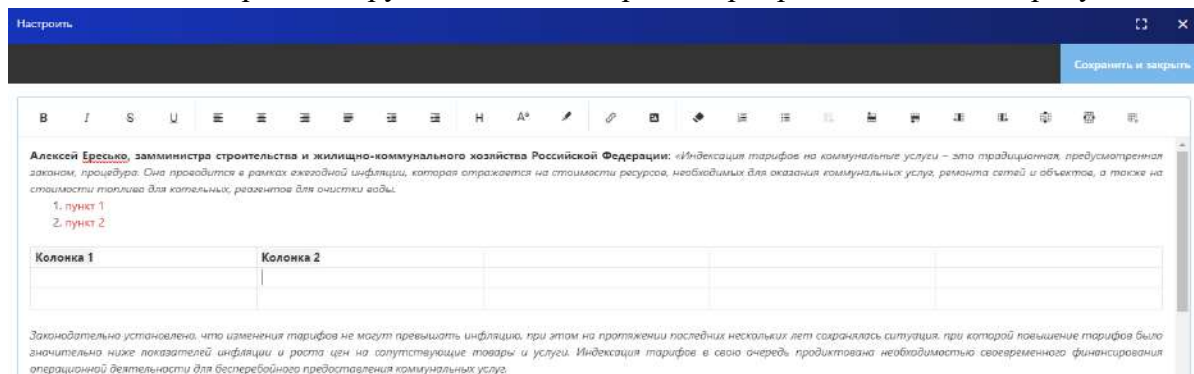 Настроить
Сохранить и закрыть
B I S U H
Алексей Ересько, замминистра строительства и жилищно-коммунального хозяйства Российской Федерации: «Индексация тарифов на коммунальные услуги – это традиционная, предусмотренная
законом, процедура. Она проводится в рамках ежегодной инфляции, которая отражается на стоимости ресурсов, необходимых для оказания коммунальных услуг, ремонта сетей и объектов, а также на
стоимости топлива для котельных, реагентов для очистки воды.
1. пункт 1
2. пункт 2
Колонка 1 Колонка 2
Законодательно установлено, что изменения тарифов не могут превышать инфляцию, при этом на протяжении последних нескольких лет сохранялась ситуация, при которой повышение тарифов было
значительно ниже показателей инфляции и роста цен на сопутствующие товары и услуги. Индексация тарифов в свою очередь продиктована необходимостью своевременного финансирования
операционной деятельности для бесперебойного предоставления коммунальных услуг.